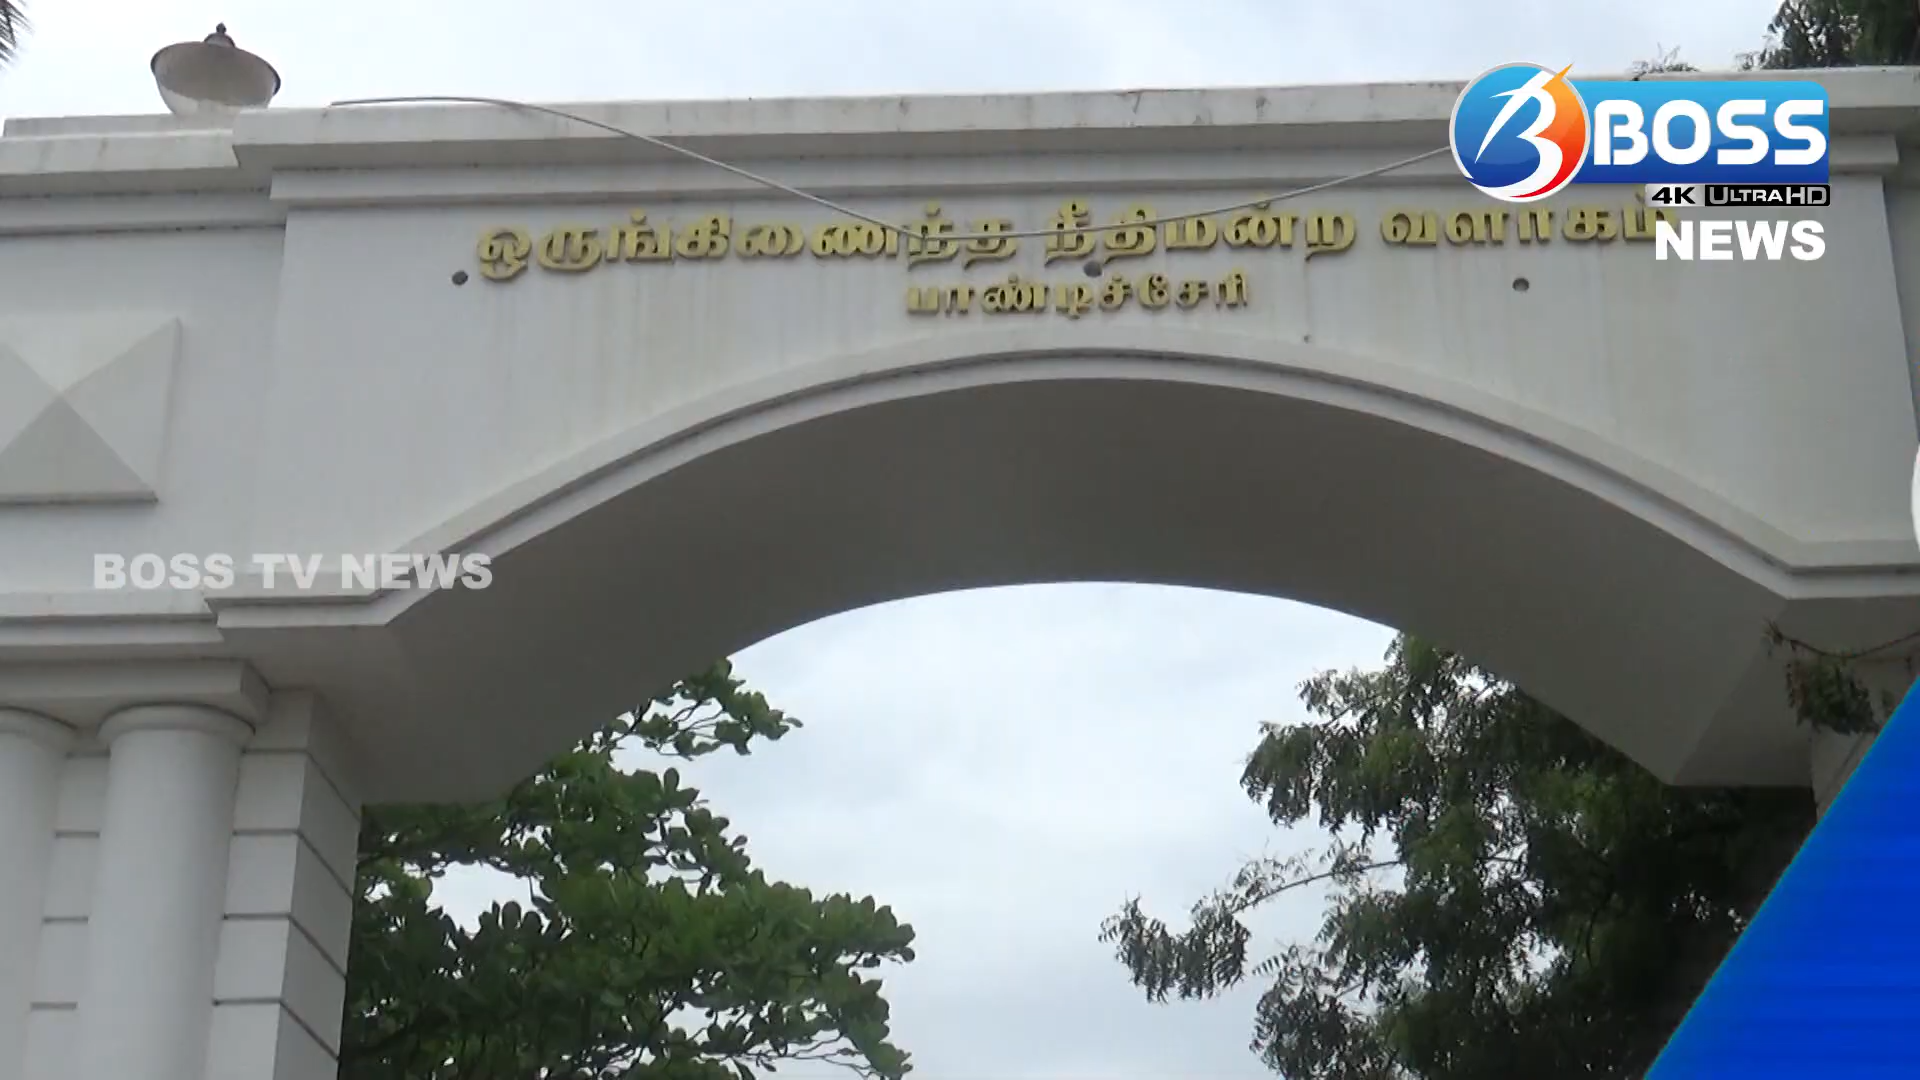 BOSS
4K ULTRAHD
NEWS
ஒருங்கிணைந்த நீதிமன்ற வளாகம்
பாண்டிச்சேரி
BOSS TV NEWS